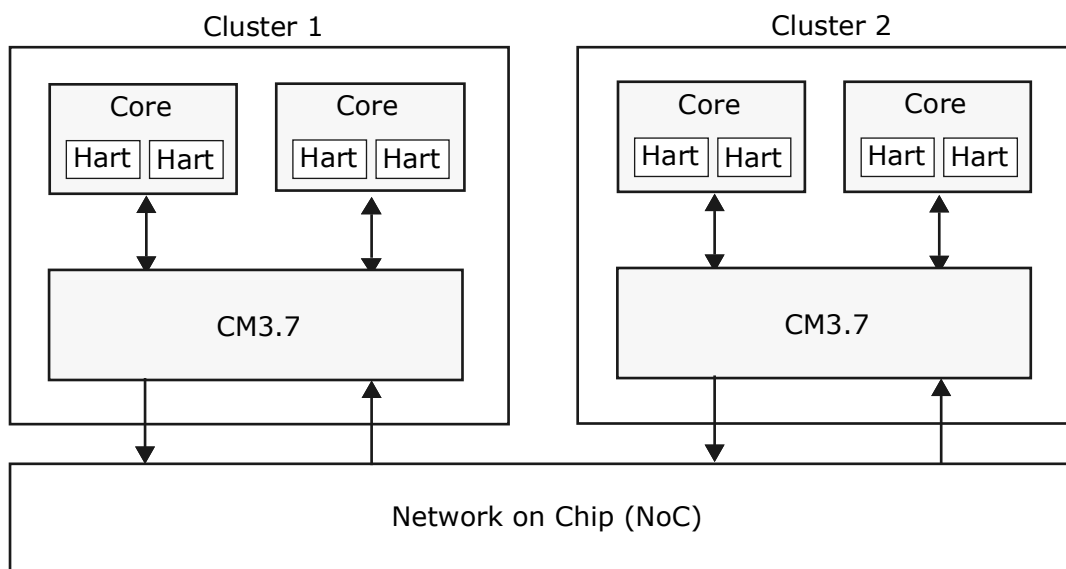 Cluster 1
Cluster 2
Core
Core
Core
Core
Hart Hart
Hart Hart
Hart Hart
Hart Hart
CM3.7
CM3.7
Network on Chip (NoC)